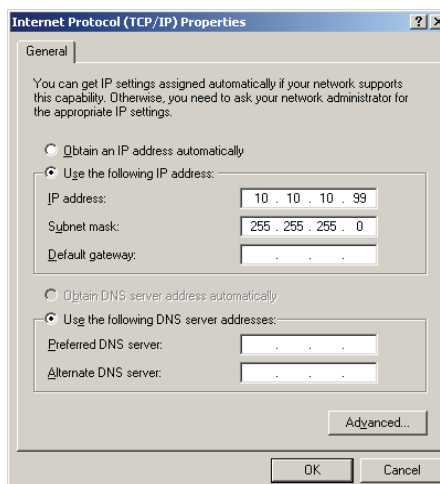 Internet Protocol (TCP/IP) Properties
General
You can get IP settings assigned automatically if your network supports
this capability. Otherwise, you need to ask your network administrator for
the appropriate IP settings.
Obtain an IP address automatically
Use the following IP address:
IP address: 10 . 10 . 10 . 99
Subnet mask: 255 . 255 . 255 . 0
Default gateway: . . .
Obtain DNS server address automatically
Use the following DNS server addresses:
Preferred DNS server: . . .
Alternate DNS server: . . .
Advanced...
OK Cancel